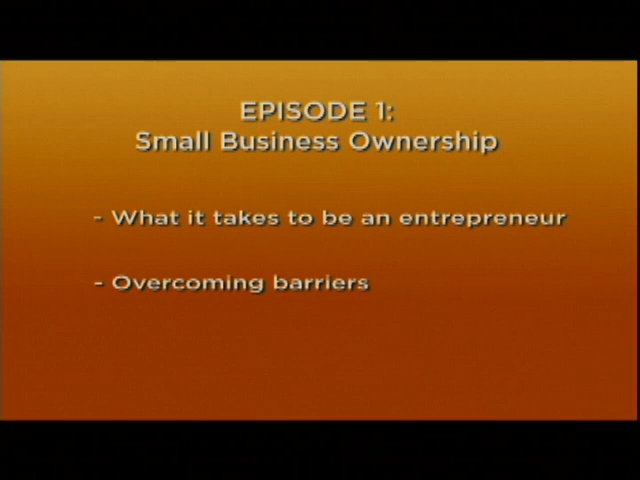 EPISODE 1:
Small Business Ownership
- What it takes to be an entrepreneur
- Overcoming barriers